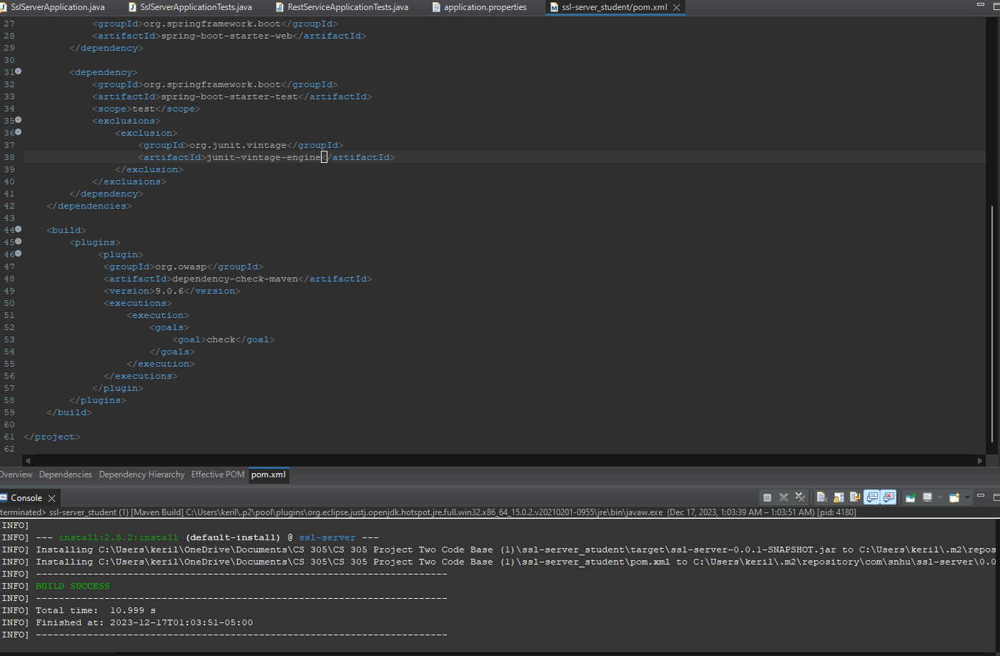 SslServerApplication.java SslServerApplicationTests.java RestServiceApplicationTests.java application.properties ssl-server_student/pom.xml
27 <groupId>org.springframework.boot</groupId>
28 <artifactId>spring-boot-starter-web</artifactId>
29 </dependency>
30
31 <dependency>
32 <groupId>org.springframework.boot</groupId>
33 <artifactId>spring-boot-starter-test</artifactId>
34 <scope>test</scope>
35 <exclusions>
36 <exclusion>
37 <groupId>org.junit.vintage</groupId>
38 <artifactId>junit-vintage-engine</artifactId>
39 </exclusion>
40 </exclusions>
41 </dependency>
42 </dependencies>
43
44 <build>
45 <plugins>
46 <plugin>
47 <groupId>org.owasp</groupId>
48 <artifactId>dependency-check-maven</artifactId>
49 <version>9.0.6</version>
50 <executions>
51 <execution>
52 <goals>
53 <goal>check</goal>
54 </goals>
55 </execution>
56 </executions>
57 </plugin>
58 </plugins>
59 </build>
60
61 </project>
62
Overview Dependencies Dependency Hierarchy Effective POM pom.xml
Console
terminated> ssl-server_student (1) [Maven Build] C:\Users\keril\.p2\pool\plugins\org.eclipse.justj.openjdk.hotspot.jre.full.win32.x86_64_15.0.2.v20210201-0955\jre\bin\javaw.exe (Dec 17, 2023, 1:03:39 AM – 1:03:51 AM) [pid: 4180]
[INFO]
[INFO] --- install:2.5.2:install (default-install) @ ssl-server ---
[INFO] Installing C:\Users\keril\OneDrive\Documents\CS 305\CS 305 Project Two Code Base (1)\ssl-server_student\target\ssl-server-0.0.1-SNAPSHOT.jar to C:\Users\keril\.m2\repos
[INFO] Installing C:\Users\keril\OneDrive\Documents\CS 305\CS 305 Project Two Code Base (1)\ssl-server_student\pom.xml to C:\Users\keril\.m2\repository\com\snhu\ssl-server\0.0
[INFO] ------------------------------------------------------------------------
[INFO] BUILD SUCCESS
[INFO] ------------------------------------------------------------------------
[INFO] Total time:  10.999 s
[INFO] Finished at: 2023-12-17T01:03:51-05:00
[INFO] ------------------------------------------------------------------------